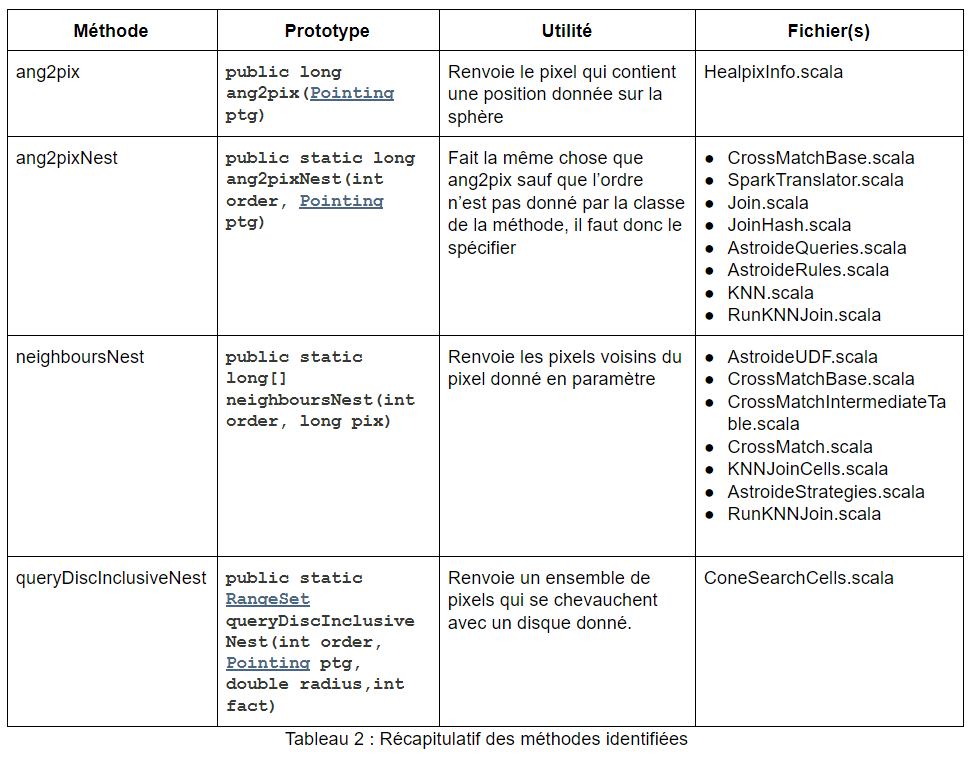 Méthode Prototype Utilité Fichier(s)
ang2pix
public long
ang2pix(Pointing
ptg)
Renvoie le pixel qui contient
une position donnée sur la
sphère
HealpixInfo.scala
ang2pixNest
public static long
ang2pixNest(int
order, Pointing
ptg)
Fait la même chose que
ang2pix sauf que l’ordre
n’est pas donné par la classe
de la méthode, il faut donc le
spécifier
● CrossMatchBase.scala
● SparkTranslator.scala
● Join.scala
● JoinHash.scala
● AstroideQueries.scala
● AstroideRules.scala
● KNN.scala
● RunKNNJoin.scala
neighboursNest
public static
long[]
neighboursNest(int
order, long pix)
Renvoie les pixels voisins du
pixel donné en paramètre
● AstroideUDF.scala
● CrossMatchBase.scala
● CrossMatchIntermediateTa
ble.scala
● CrossMatch.scala
● KNNJoinCells.scala
● AstroideStrategies.scala
● RunKNNJoin.scala
queryDiscInclusiveNest
public static
RangeSet
queryDiscInclusive
Nest(int order,
Pointing ptg,
double radius,int
fact)
Renvoie un ensemble de
pixels qui se chevauchent
avec un disque donné.
ConeSearchCells.scala
Tableau 2 : Récapitulatif des méthodes identifiées